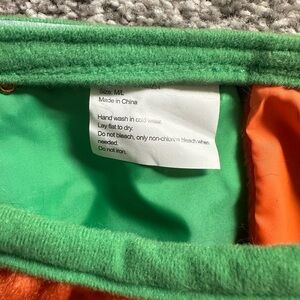 Size: M/L
Made in China
Hand wash in cold water.
Lay flat to dry.
Do not bleach, only non-chlorine bleach when
needed.
Do not iron.